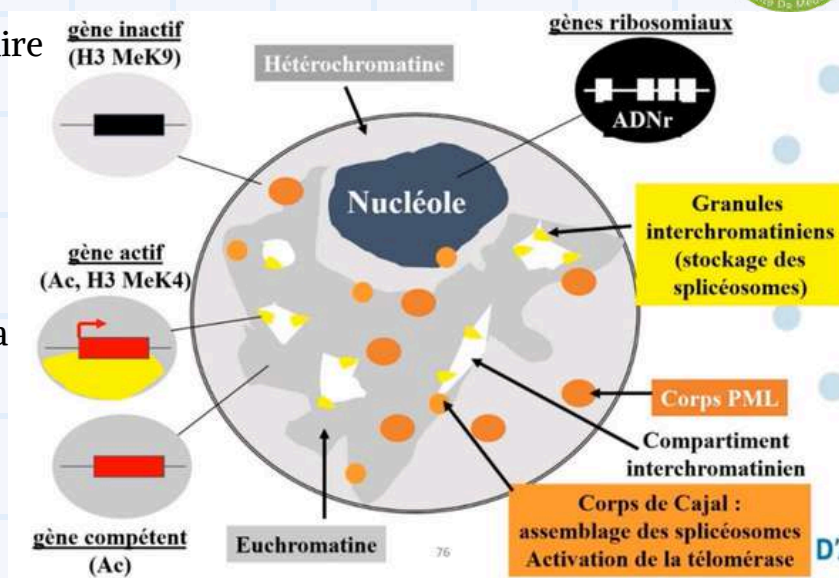 ire
gène inactif
(H3 MeK9)
Hétérochromatine
gènes ribosomiaux
ADNr
Nucléole
Granules
interchromatiniens
(stockage des
splicéosomes)
gène actif
(Ac, H3 MeK4)
a
Corps PML
Compartiment
interchromatinien
Corps de Cajal :
assemblage des splicéosomes
Activation de la télomérase
gène compétent
(Ac)
Euchromatine
76
D'